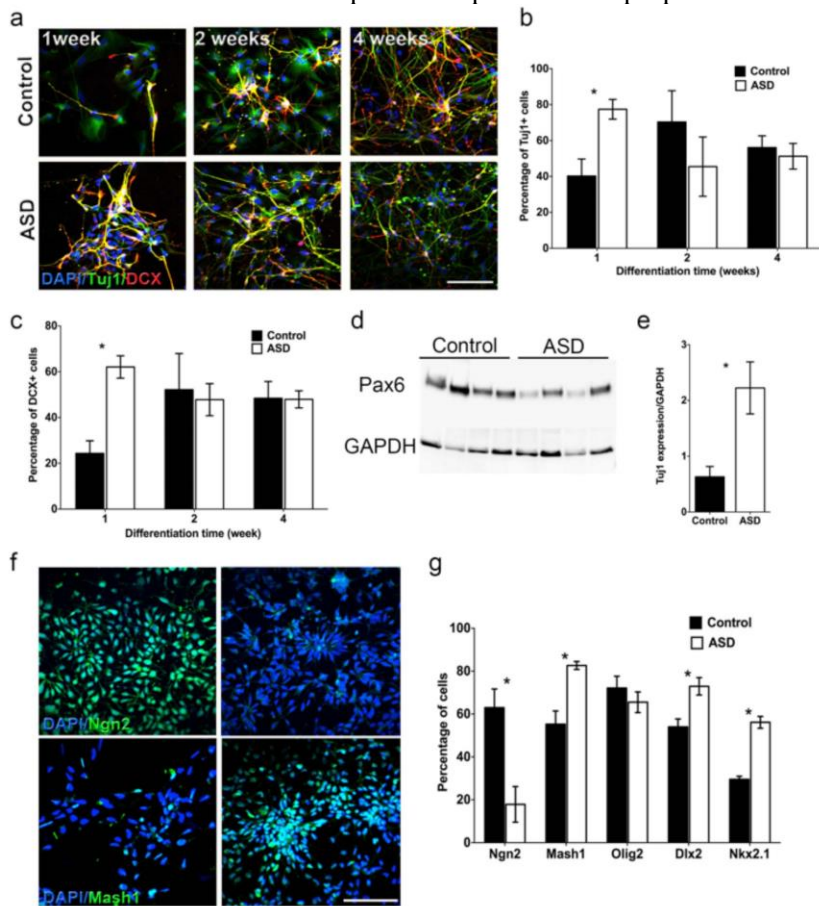 a
1week
2 weeks
4 weeks
Control
ASD
DAPI/Tuj1/DCX
b
Percentage of Tuj1+ cells
100
80
60
40
20
0
*
Control
ASD
1 2 4
Differentiation time (weeks)
c
Percentage of DCX+ cells
80
60
40
20
0
*
Control
ASD
1 2 4
Differentiation time (week)
d
Control ASD
Pax6
GAPDH
e
Tuj1 expression/GAPDH
3
2
1
0
*
Control ASD
f
DAPI/Ngn2
DAPI/Mash1
g
Percentage of cells
100
80
60
40
20
0
Control
ASD
*
*
*
*
Ngn2 Mash1 Olig2 Dlx2 Nkx2.1